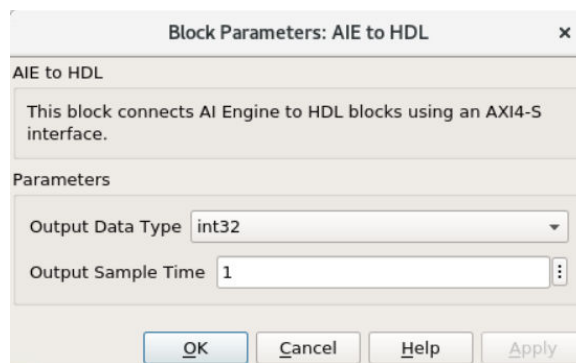 Block Parameters: AIE to HDL
AIE to HDL
This block connects AI Engine to HDL blocks using an AXI4-S
interface.
Parameters
Output Data Type int32
Output Sample Time 1
OK Cancel Help Apply